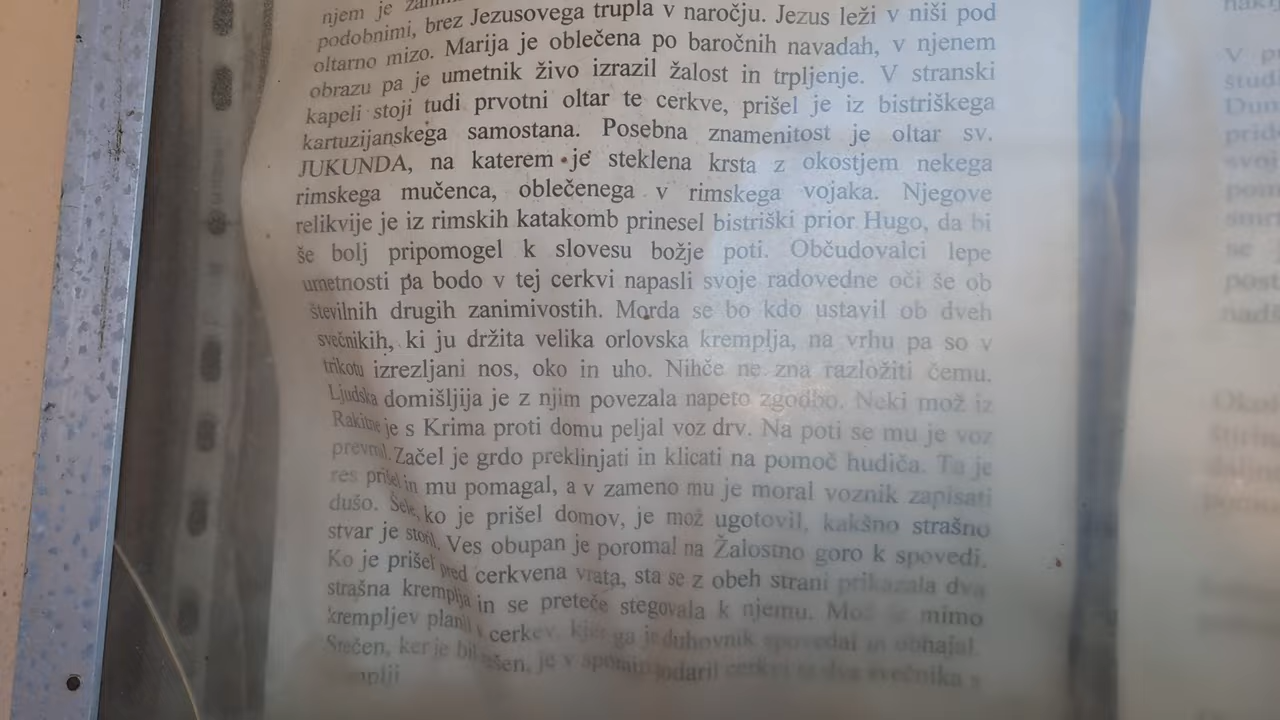 njem je
podobnimi, brez Jezusovega trupla v naročju. Jezus leži v niši pod
oltarno mizo. Marija je oblečena po baročnih navadah, v njenem
obrazu pa je umetnik živo izrazil žalost in trpljenje. V stranski
kapeli stoji tudi prvotni oltar te cerkve, prišel je iz bistriškega
kartuzijanskega samostana. Posebna znamenitost je oltar sv.
JUKUNDA, na katerem je steklena krsta z okostjem nekega
rimskega mučenca, oblečenega v rimskega vojaka. Njegove
relikvije je iz rimskih katakomb prinesel bistriški prior Hugo, da bi
še bolj pripomogel k slovesu božje poti. Občudovalci lepe
umetnosti pa bodo v tej cerkvi napasli svoje radovedne oči še ob
številnih drugih zanimivostih. Morda se bo kdo ustavil ob dveh
svečnikih, ki ju držita velika orlovska kremplja, na vrhu pa so v
trikotu izrezljani nos, oko in uho. Nihče ne zna razložiti čemu.
Ljudska domišljija je z njim povezala napeto zgodbo. Neki mož iz
Rakitne je s Krima proti domu peljal voz drv. Na poti se mu je voz
prevrnil. Začel je grdo preklinjati in klicati na pomoč hudiča. Ta je
res prišel in mu pomagal, a v zameno mu je moral voznik zapisati
dušo. Šele, ko je prišel domov, je mož ugotovil, kakšno strašno
stvar je storil. Ves obupan je poromal na Žalostno goro k spovedi.
Ko je prišel pred cerkvena vrata, sta se z obeh strani prikazala dva
strašna kremplja in se preteče stegovala k njemu. Mož je mimo
krempljev planil v cerkev, kjer ga je duhovnik spovedal in obhajal.
Srečen, ker je bil rešen, je v spomin podaril cerkvi ta dva svečnika s
V